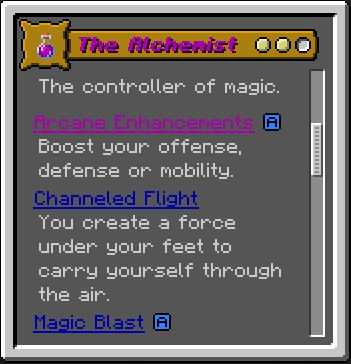 The Alchemist
The controller of magic.
Arcane Enhancements A
Boost your offense,
defense or mobility.
Channeled Flight
You create a force
under your feet to
carry yourself through
the air.
Magic Blast A